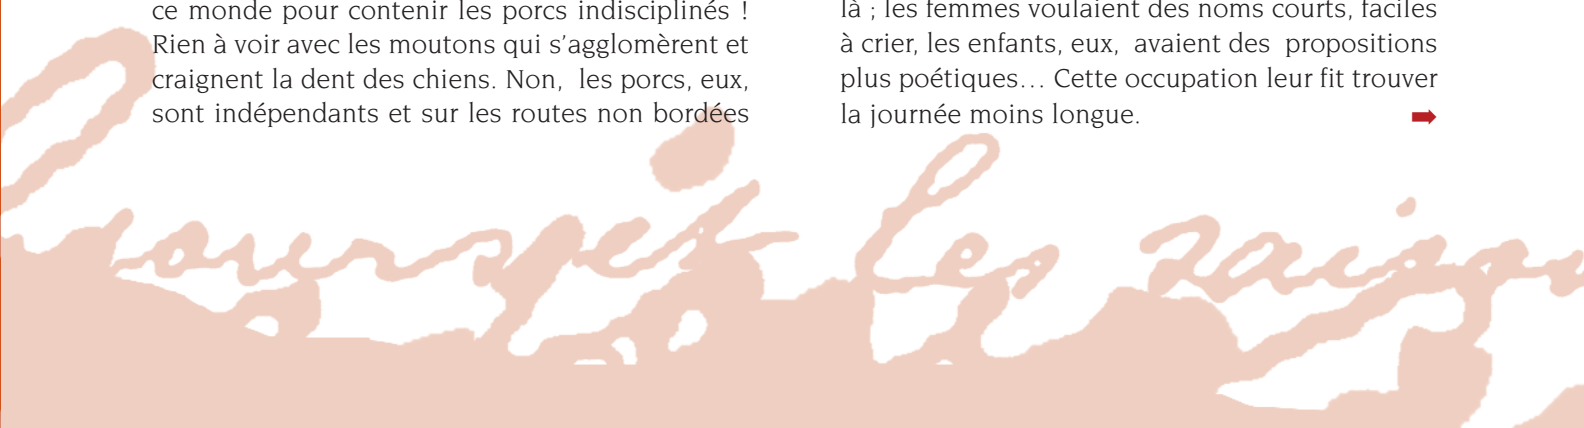 ce monde pour contenir les porcs indisciplinés !
Rien à voir avec les moutons qui s’agglomèrent et
craignent la dent des chiens. Non, les porcs, eux,
sont indépendants et sur les routes non bordées
là ; les femmes voulaient des noms courts, faciles
à crier, les enfants, eux, avaient des propositions
plus poétiques… Cette occupation leur fit trouver
la journée moins longue.
les